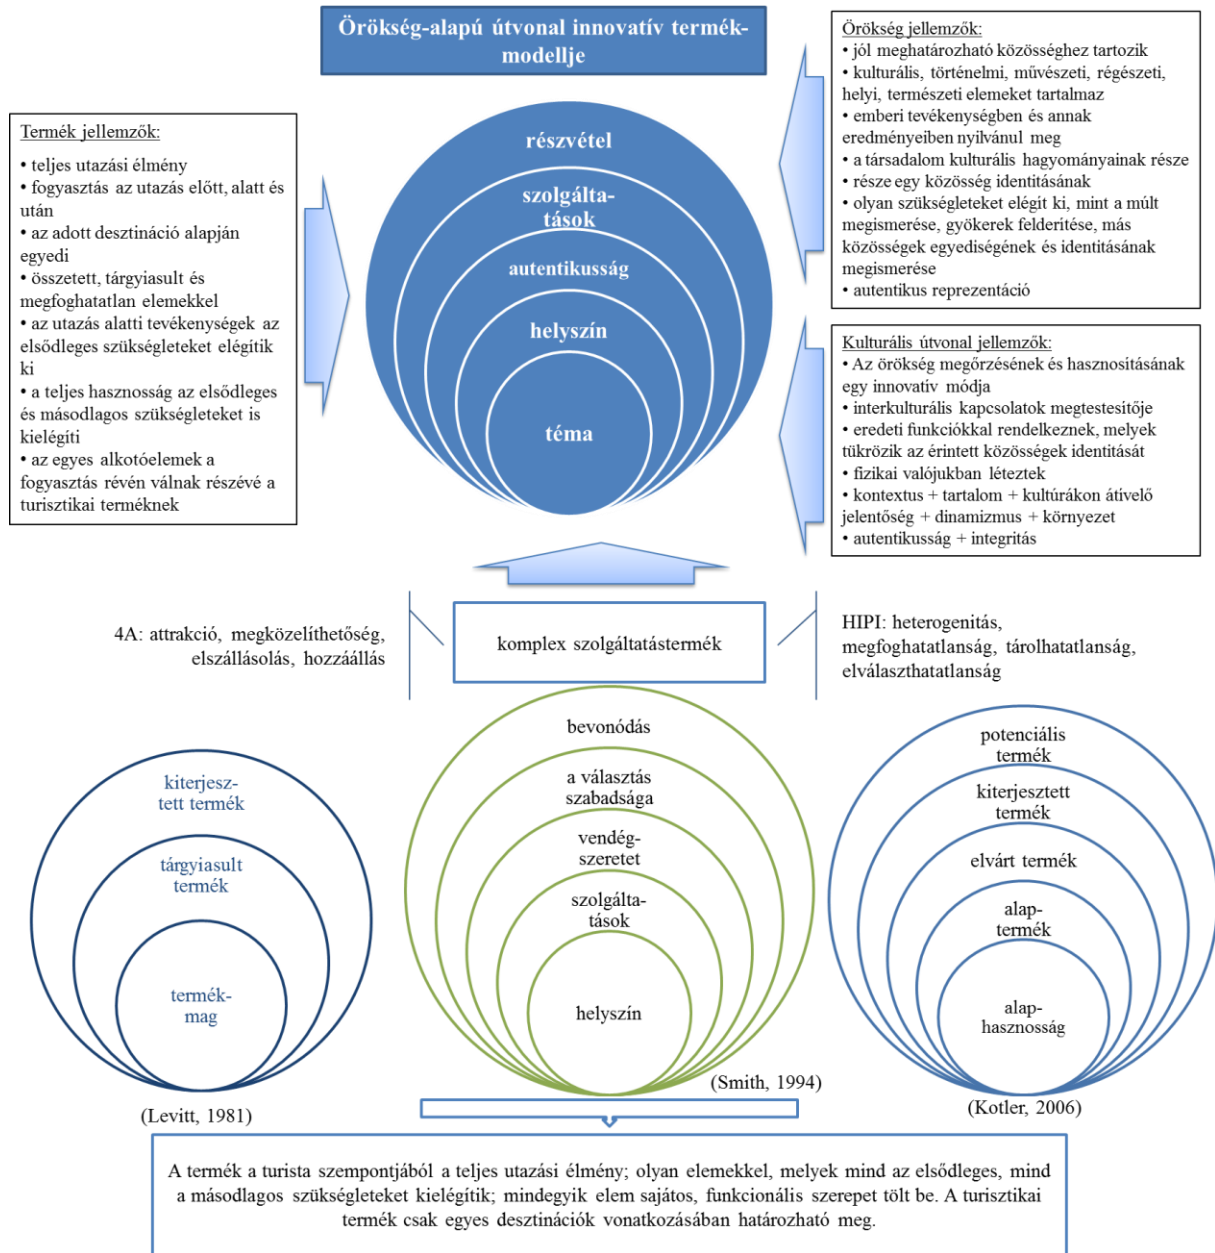 Örökség-alapú útvonal innovatív termék-
modellje
Termék jellemzők:
• teljes utazási élmény
• fogyasztás az utazás előtt, alatt és
után
• az adott desztináció alapján
egyedi
• összetett, tárgyiasult és
megfoghatatlan elemekkel
• az utazás alatti tevékenységek az
elsődleges szükségleteket elégítik
ki
• a teljes hasznosság az elsődleges
és másodlagos szükségleteket is
kielégíti
• az egyes alkotóelemek a
fogyasztás révén válnak részévé a
turisztikai terméknek
részvétel
szolgálta-
tások
autentikusság
helyszín
téma
Örökség jellemzők:
• jól meghatározható közösséghez tartozik
• kulturális, történelmi, művészeti, régészeti,
helyi, természeti elemeket tartalmaz
• emberi tevékenységben és annak
eredményeiben nyilvánul meg
• a társadalom kulturális hagyományainak része
• része egy közösség identitásának
• olyan szükségleteket elégít ki, mint a múlt
megismerése, gyökerek felderítése, más
közösségek egyediségének és identitásának
megismerése
• autentikus reprezentáció
Kulturális útvonal jellemzők:
• Az örökség megőrzésének és hasznosításának
egy innovatív módja
• interkulturális kapcsolatok megtestesítője
• eredeti funkciókkal rendelkeznek, melyek
tükrözik az érintett közösségek identitását
• fizikai valójukban léteztek
• kontextus + tartalom + kultúrákon átívelő
jelentőség + dinamizmus + környezet
• autentikusság + integritás
4A: attrakció, megközelíthetőség,
elszállásolás, hozzáállás
komplex szolgáltatástermék
HIPI: heterogenitás,
megfoghatatlanság, tárolhatatlanság,
elválaszthatatlanság
kiterjesz-
tett termék
tárgyiasult
termék
termék-
mag
(Levitt, 1981)
bevonódás
a választás
szabadsága
vendég-
szeretet
szolgálta-
tások
helyszín
(Smith, 1994)
potenciális
termék
kiterjesztett
termék
elvárt termék
alap-
termék
alap-
hasznosság
(Kotler, 2006)
A termék a turista szempontjából a teljes utazási élmény; olyan elemekkel, melyek mind az elsődleges, mind
a másodlagos szükségleteket kielégítik; mindegyik elem sajátos, funkcionális szerepet tölt be. A turisztikai
termék csak egyes desztinációk vonatkozásában határozható meg.